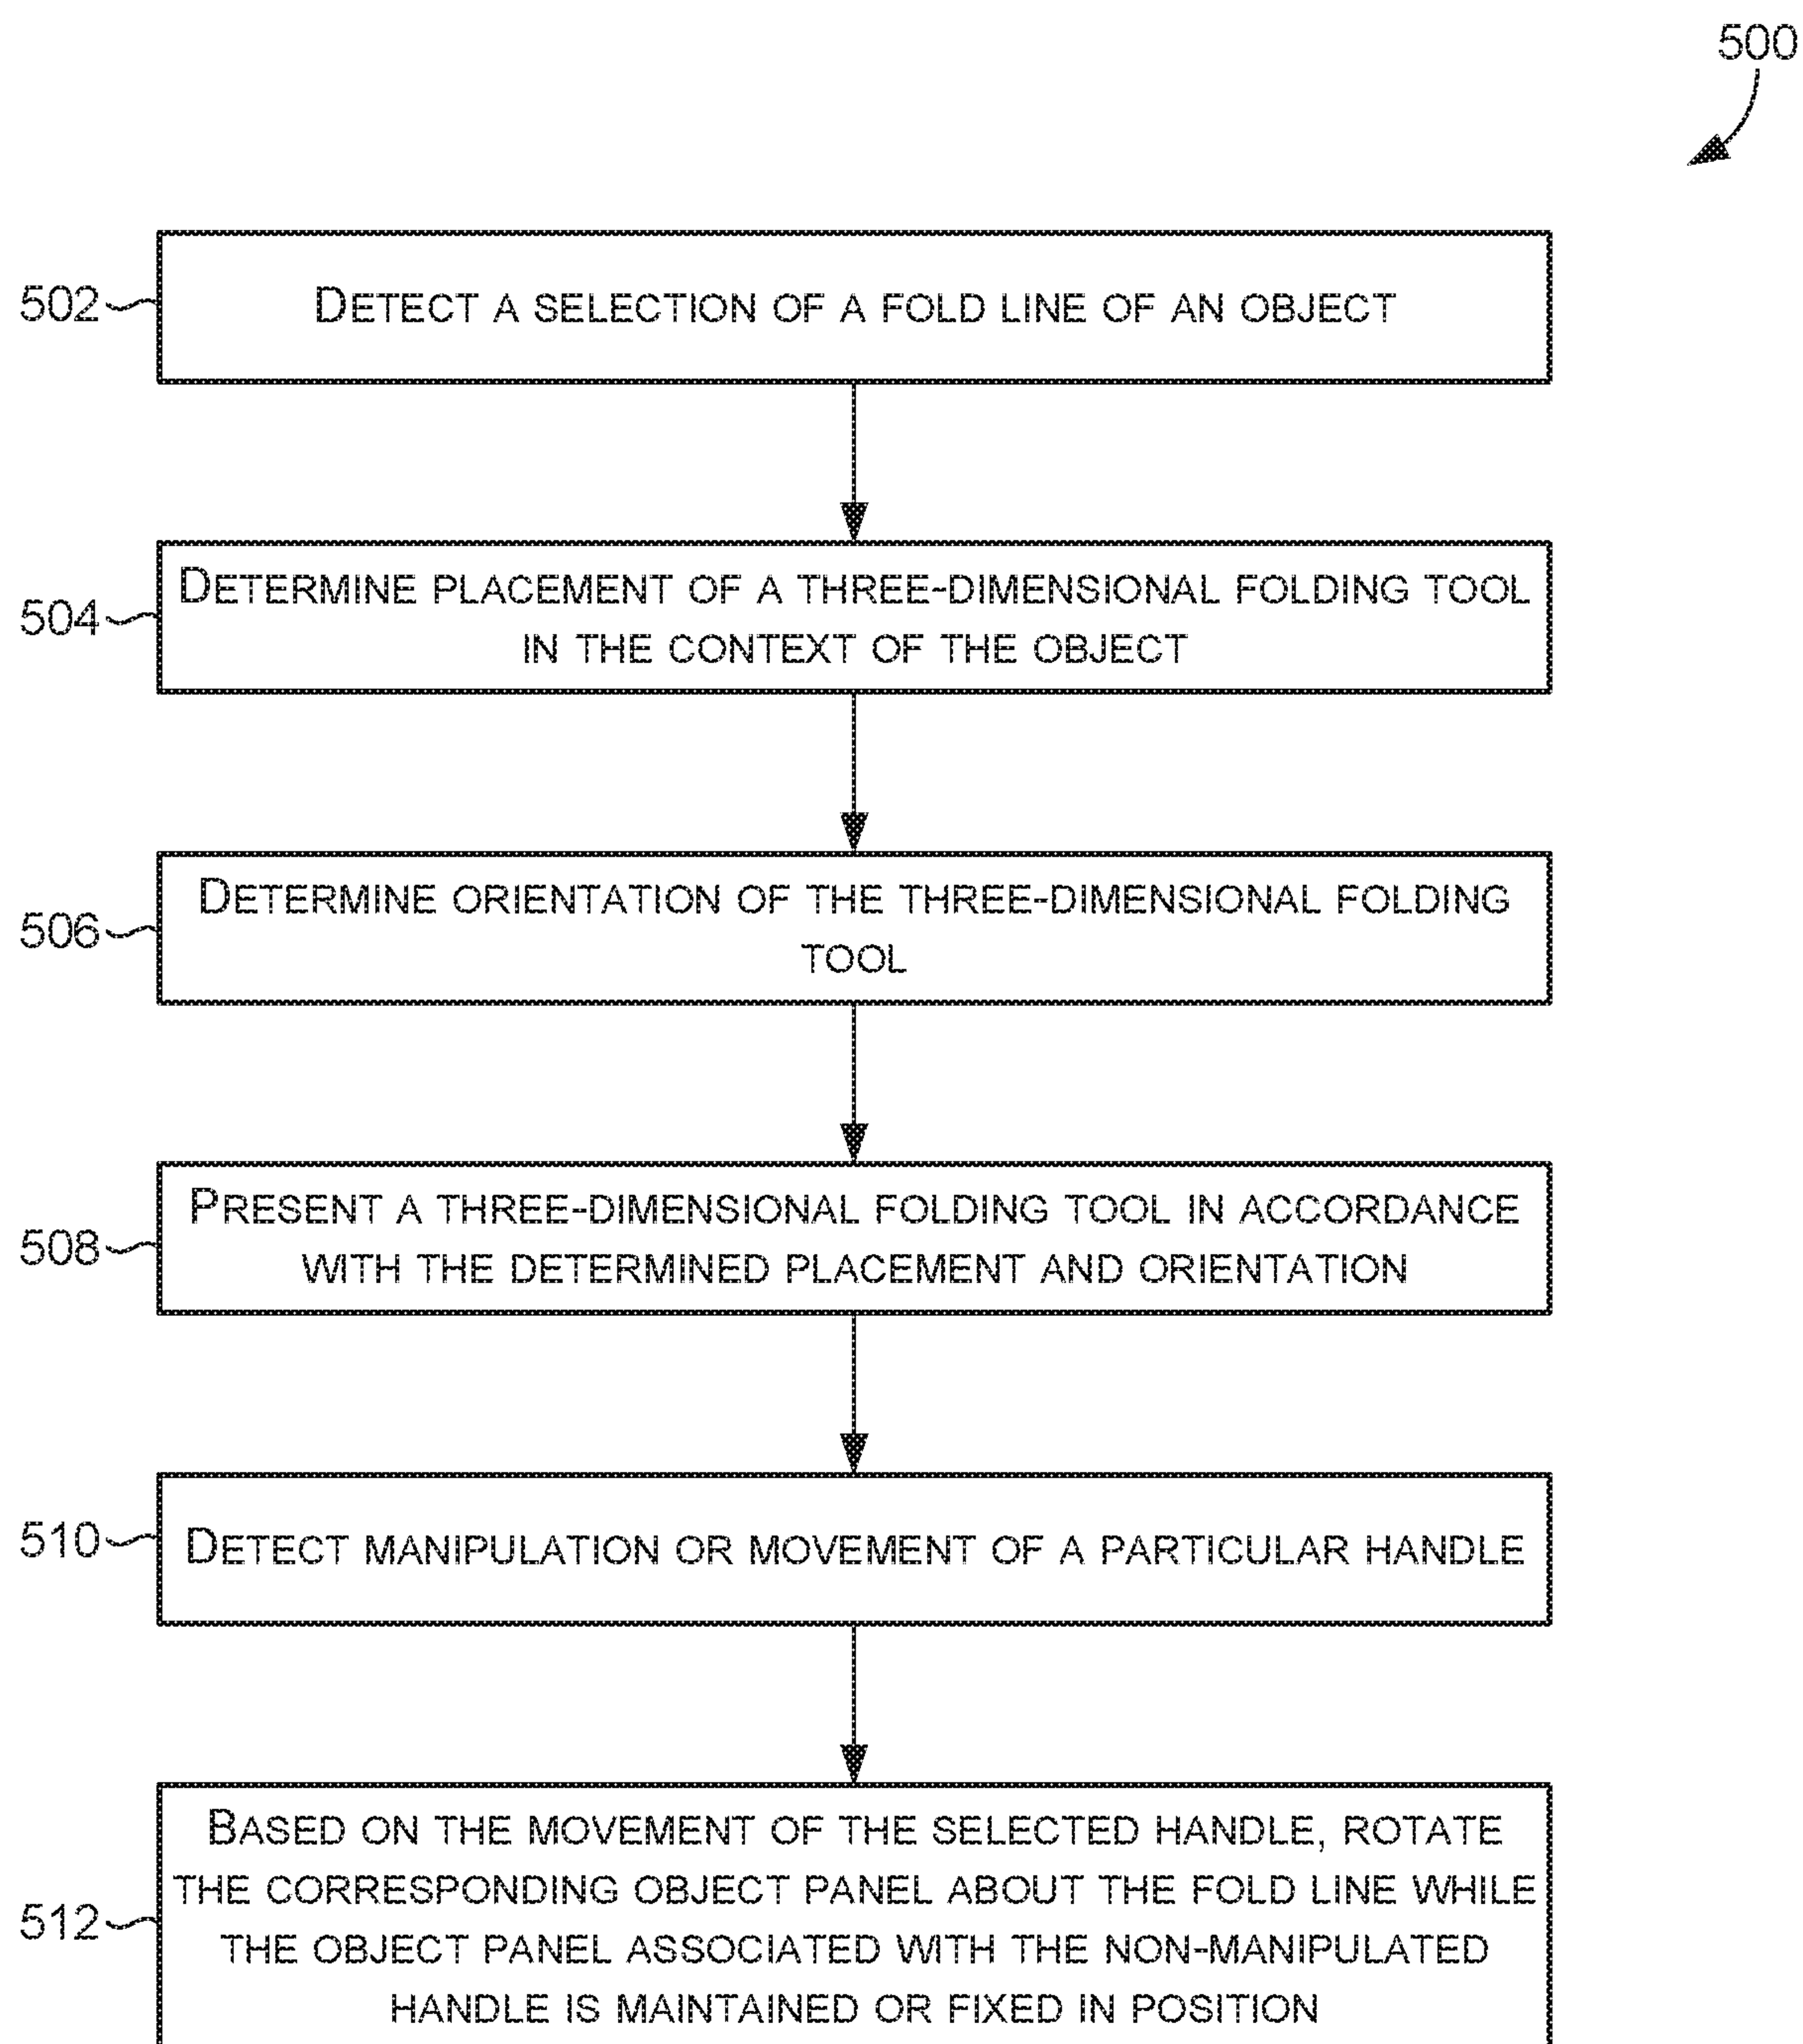 500
502
DETECT A SELECTION OF A FOLD LINE OF AN OBJECT
504
DETERMINE PLACEMENT OF A THREE-DIMENSIONAL FOLDING TOOL
IN THE CONTEXT OF THE OBJECT
506
DETERMINE ORIENTATION OF THE THREE-DIMENSIONAL FOLDING
TOOL
508
PRESENT A THREE-DIMENSIONAL FOLDING TOOL IN ACCORDANCE
WITH THE DETERMINED PLACEMENT AND ORIENTATION
510
DETECT MANIPULATION OR MOVEMENT OF A PARTICULAR HANDLE
512
BASED ON THE MOVEMENT OF THE SELECTED HANDLE, ROTATE
THE CORRESPONDING OBJECT PANEL ABOUT THE FOLD LINE WHILE
THE OBJECT PANEL ASSOCIATED WITH THE NON-MANIPULATED
HANDLE IS MAINTAINED OR FIXED IN POSITION